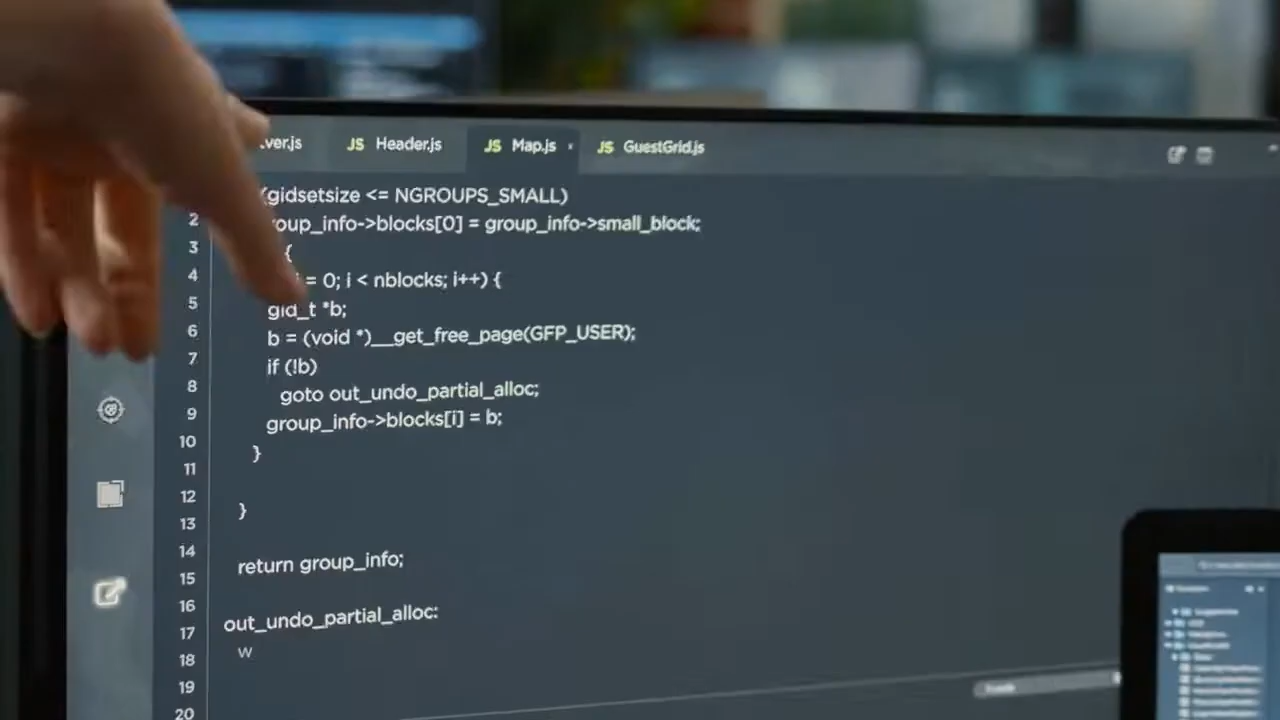 ver.js JS Header.js JS Map.js JS GuestGrid.js
(gidsetsize <= NGROUPS_SMALL)
2 oup_info->blocks[0] = group_info->small_block;
3 {
4 i = 0; i < nblocks; i++) {
5 gid_t *b;
6 b = (void *)__get_free_page(GFP_USER);
7 if (!b)
8 goto out_undo_partial_alloc;
9 group_info->blocks[i] = b;
10 }
11
12 }
13
14 return group_info;
15
16 out_undo_partial_alloc:
17
18 w
19
20